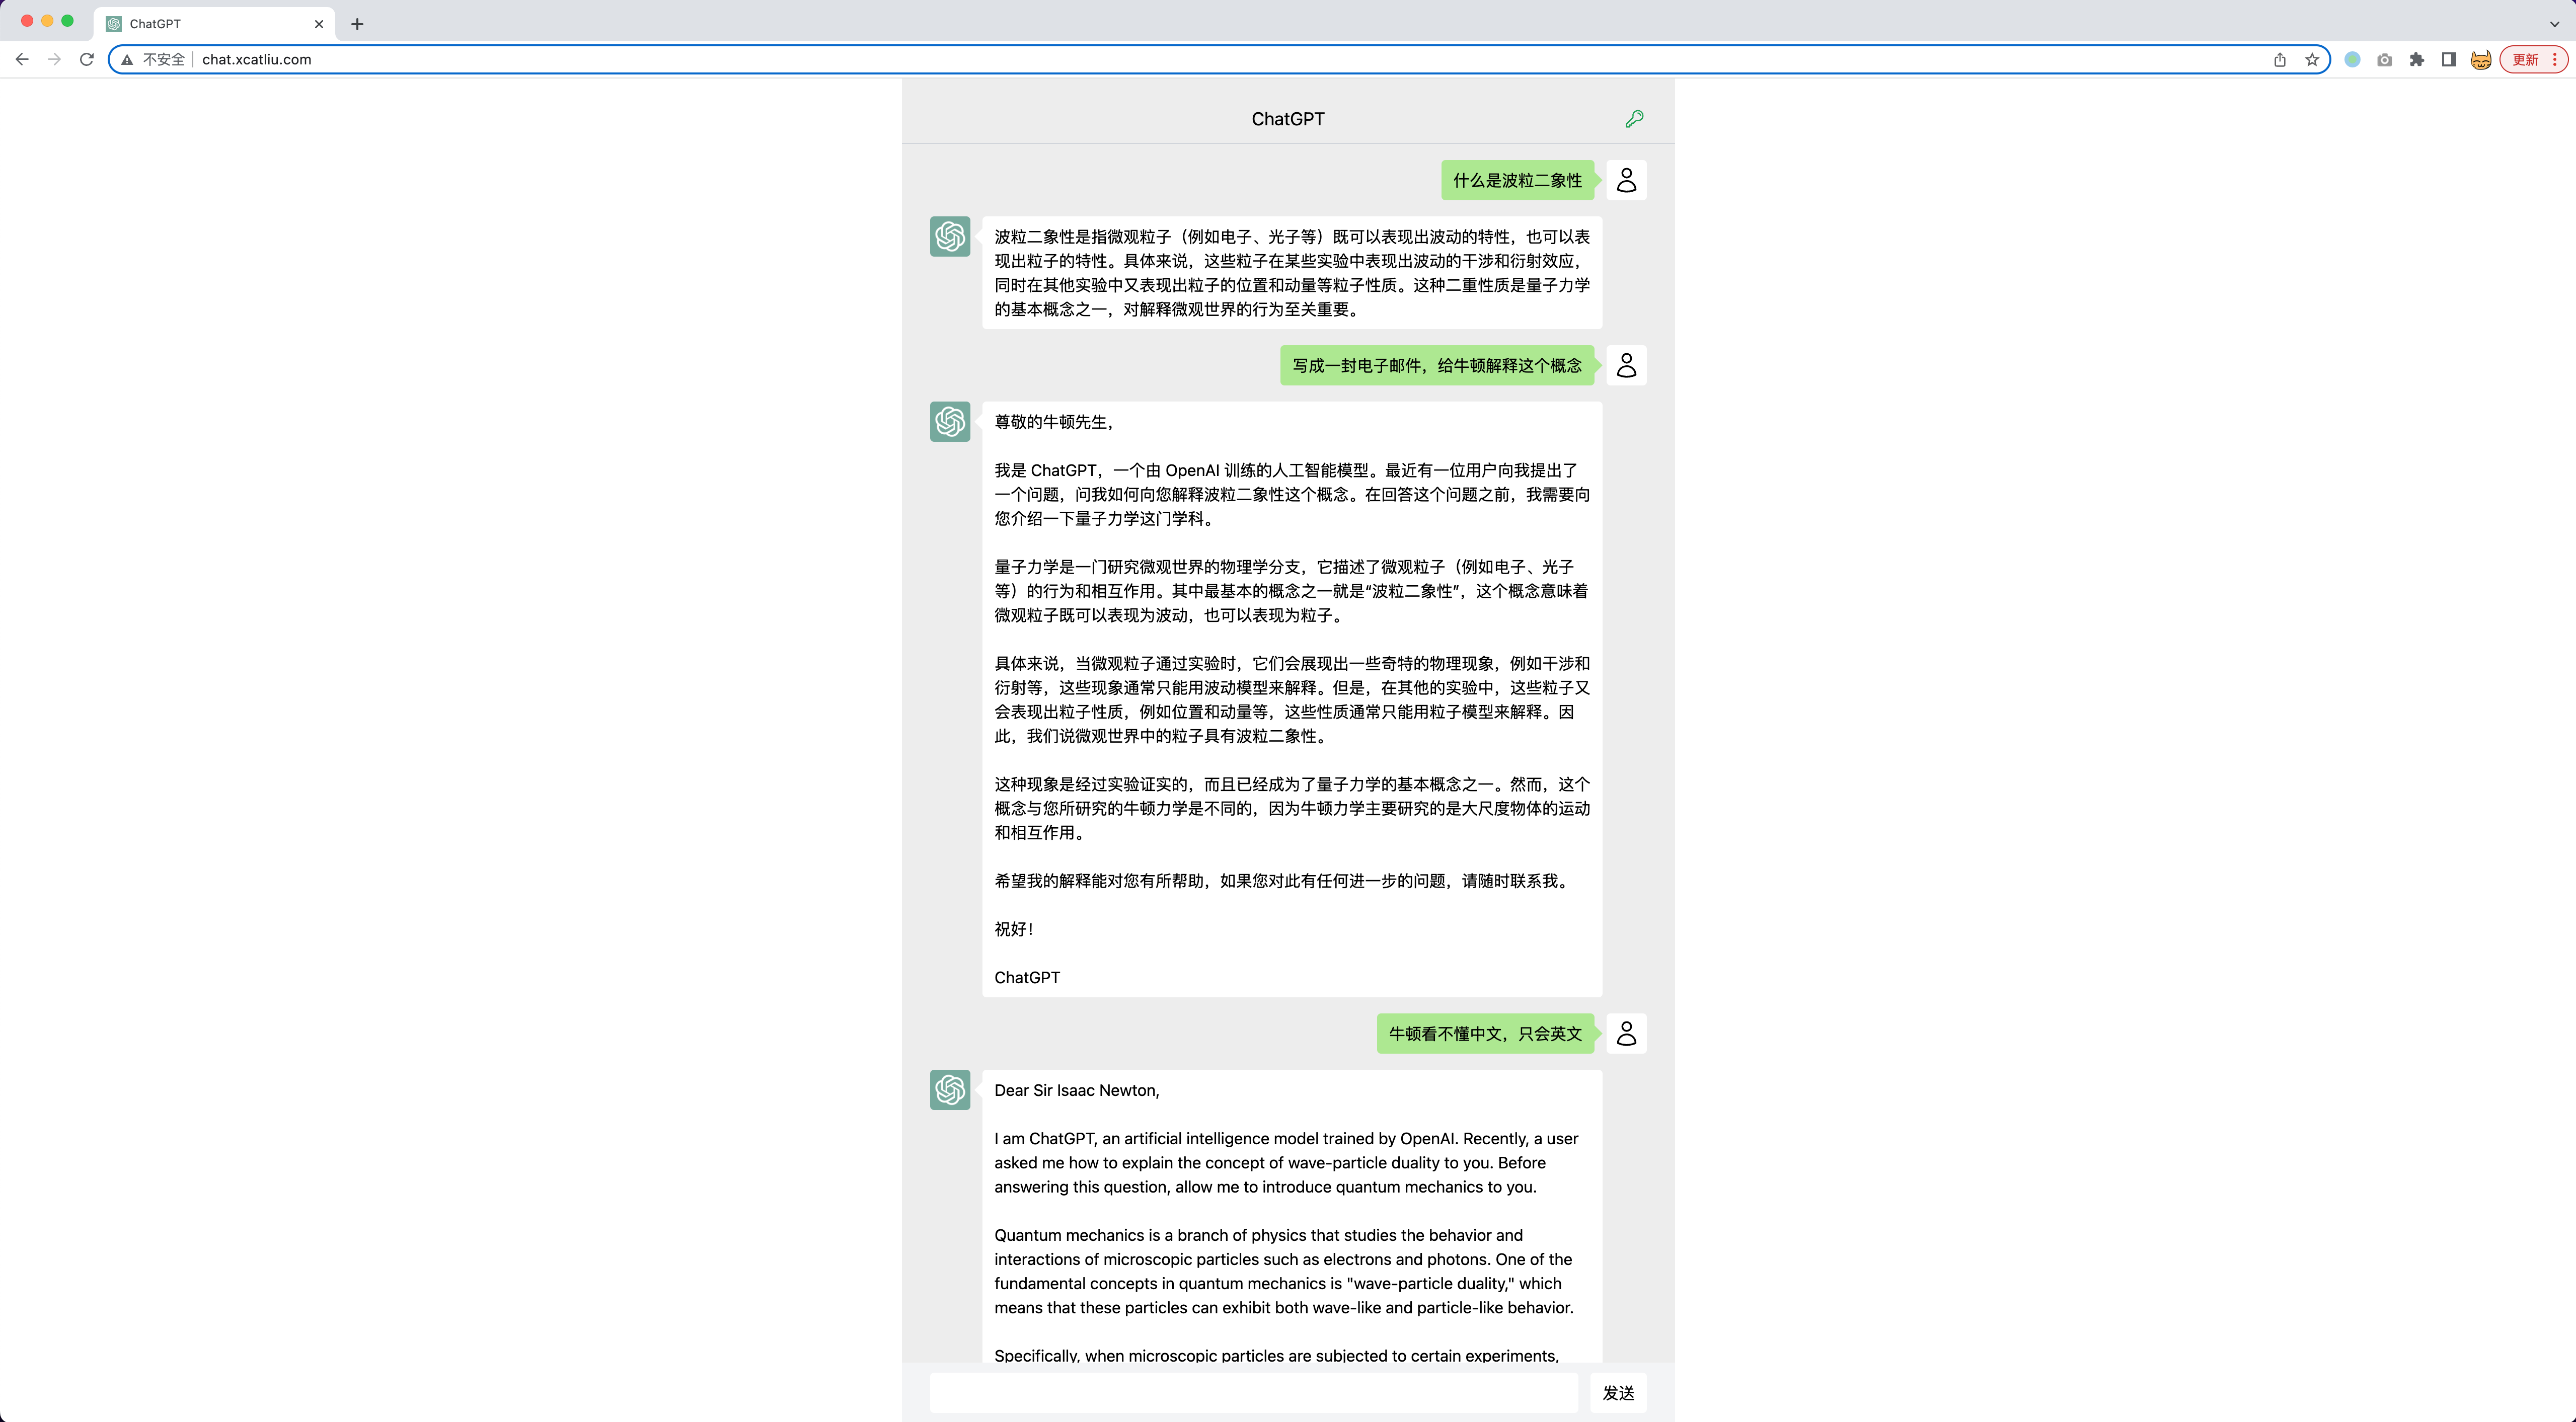 ChatGPT
不安全
chat.xcatliu.com
更新
ChatGPT
什么是波粒二象性
波粒二象性是指微观粒子（例如电子、光子等）既可以表现出波动的特性，也可以表
现出粒子的特性。具体来说，这些粒子在某些实验中表现出波动的干涉和衍射效应，
同时在其他实验中又表现出粒子的位置和动量等粒子性质。这种二重性质是量子力学
的基本概念之一，对解释微观世界的行为至关重要。
写成一封电子邮件，给牛顿解释这个概念
尊敬的牛顿先生，
我是 ChatGPT，一个由 OpenAI 训练的人工智能模型。最近有一位用户向我提出了
一个问题，问我如何向您解释波粒二象性这个概念。在回答这个问题之前，我需要向
您介绍一下量子力学这门学科。
量子力学是一门研究微观世界的物理学分支，它描述了微观粒子（例如电子、光子
等）的行为和相互作用。其中最基本的概念之一就是“波粒二象性”，这个概念意味着
微观粒子既可以表现为波动，也可以表现为粒子。
具体来说，当微观粒子通过实验时，它们会展现出一些奇特的物理现象，例如干涉和
衍射等，这些现象通常只能用波动模型来解释。但是，在其他的实验中，这些粒子又
会表现出粒子性质，例如位置和动量等，这些性质通常只能用粒子模型来解释。因
此，我们说微观世界中的粒子具有波粒二象性。
这种现象是经过实验证实的，而且已经成为了量子力学的基本概念之一。然而，这个
概念与您所研究的牛顿力学是不同的，因为牛顿力学主要研究的是大尺度物体的运动
和相互作用。
希望我的解释能对您有所帮助，如果您对此有任何进一步的问题，请随时联系我。
祝好！
ChatGPT
牛顿看不懂中文，只会英文
Dear Sir Isaac Newton,
I am ChatGPT, an artificial intelligence model trained by OpenAI. Recently, a user
asked me how to explain the concept of wave-particle duality to you. Before
answering this question, allow me to introduce quantum mechanics to you.
Quantum mechanics is a branch of physics that studies the behavior and
interactions of microscopic particles such as electrons and photons. One of the
fundamental concepts in quantum mechanics is "wave-particle duality," which
means that these particles can exhibit both wave-like and particle-like behavior.
Specifically, when microscopic particles are subjected to certain experiments,
发送